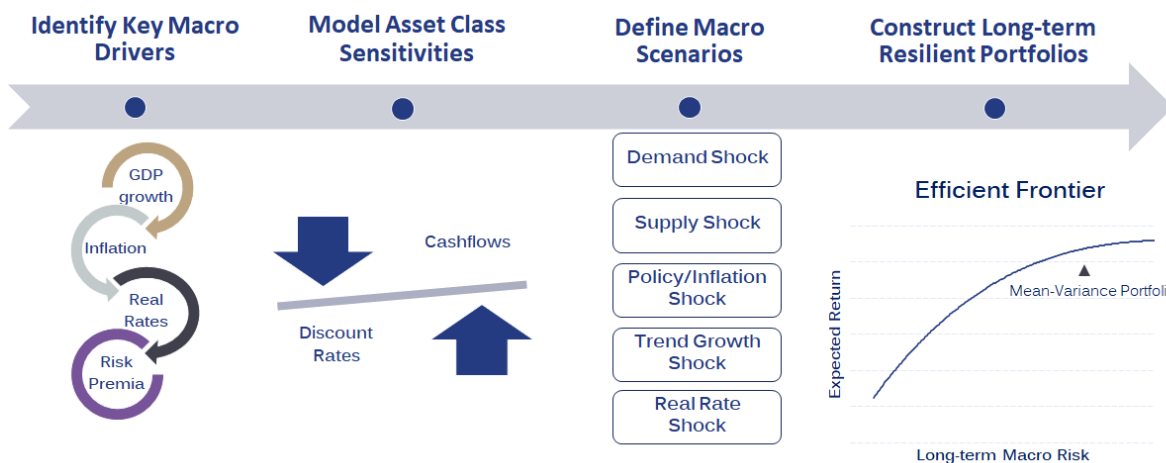 Identify Key Macro
Drivers
Model Asset Class
Sensitivities
Define Macro
Scenarios
Construct Long-term
Resilient Portfolios
GDP
growth
Inflation
Real
Rates
Risk
Premia
Cashflows
Discount
Rates
Demand Shock
Supply Shock
Policy/Inflation
Shock
Trend Growth
Shock
Real Rate
Shock
Efficient Frontier
Expected Return
Mean-Variance Portfoli
Long-term Macro Risk